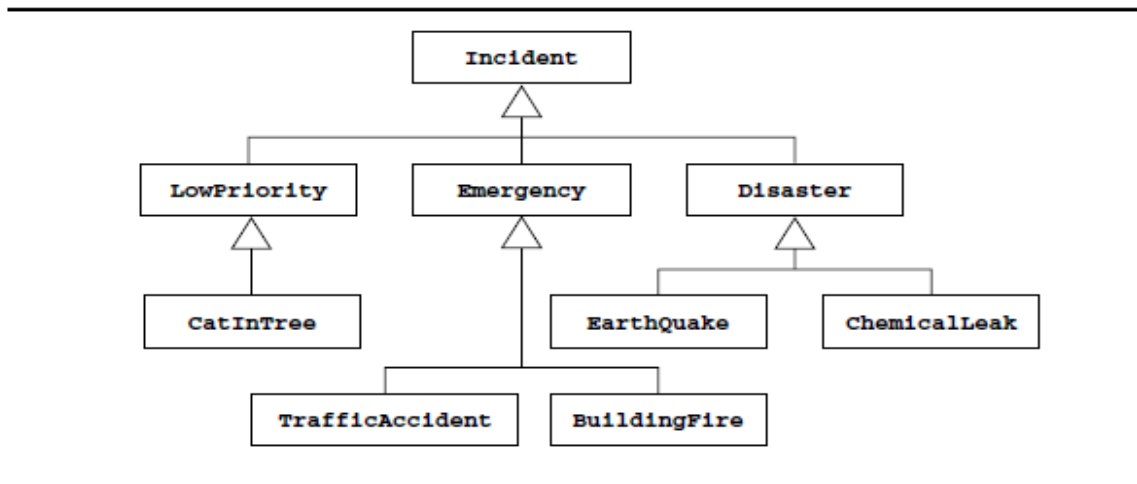 Incident
LowPriority
Emergency
Disaster
CatInTree
EarthQuake
ChemicalLeak
TrafficAccident
BuildingFire